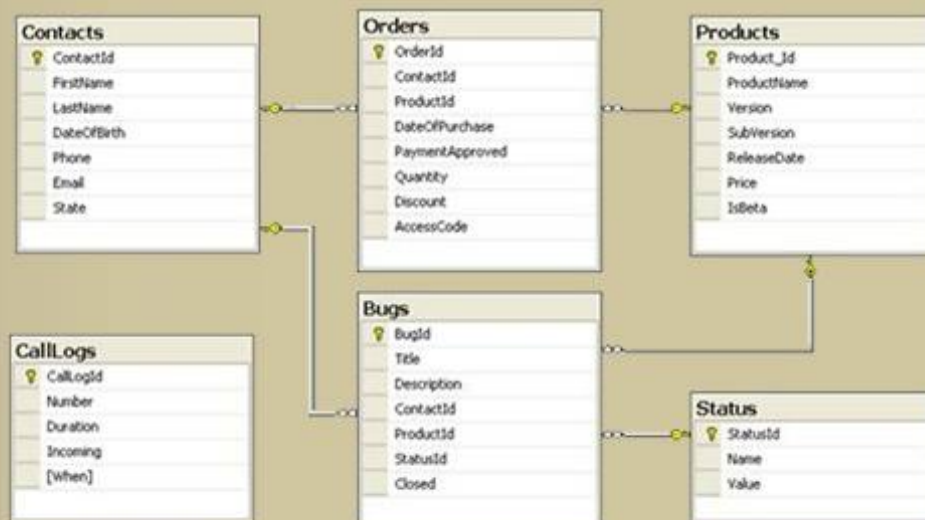 Contacts
ContactId
FirstName
LastName
DateOfBirth
Phone
Email
State
Orders
OrderId
ContactId
ProductId
DateOfPurchase
PaymentApproved
Quantity
Discount
AccessCode
Products
Product_Id
ProductName
Version
SubVersion
ReleaseDate
Price
IsBeta
CallLogs
CallLogId
Number
Duration
Incoming
[When]
Bugs
BugId
Title
Description
ContactId
ProductId
StatusId
Closed
Status
StatusId
Name
Value